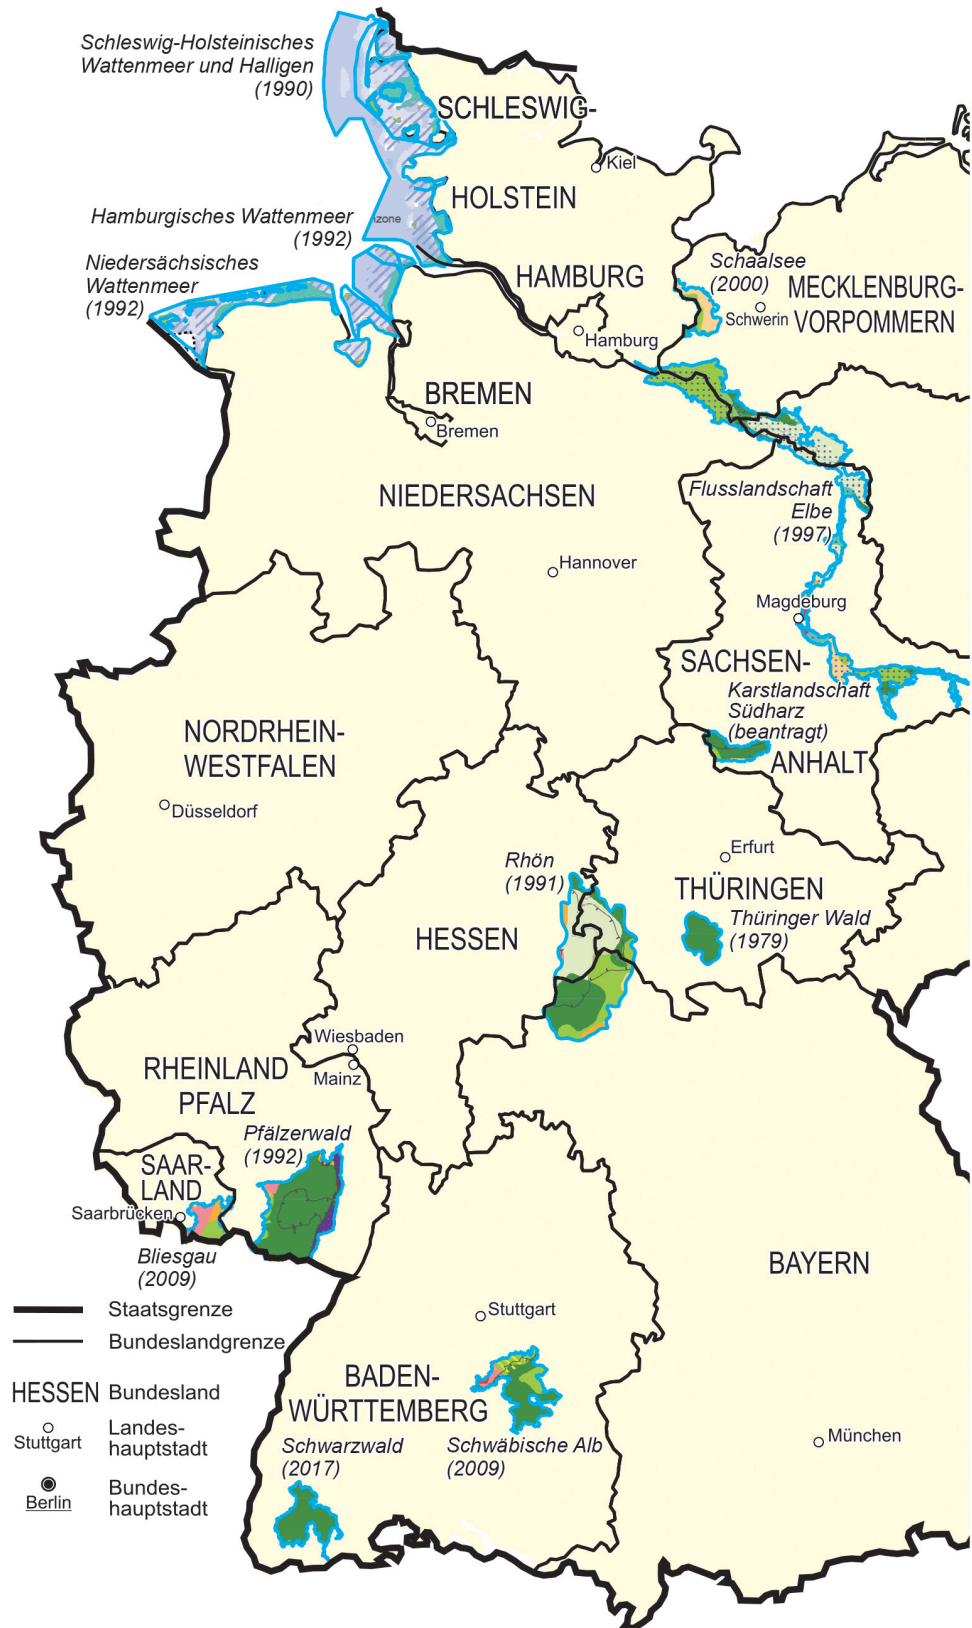 Schleswig-Holsteinisches
Wattenmeer und Halligen
(1990)
SCHLESWIG-
Kiel
HOLSTEIN
Hamburgisches Wattenmeer
(1992)
nzone
Niedersächsisches
Wattenmeer
(1992)
HAMBURG
Hamburg
Schaalsee
(2000)
Schwerin
MECKLENBURG-
VORPOMMERN
BREMEN
Bremen
NIEDERSACHSEN
Flusslandschaft
Elbe
(1997)
Hannover
Magdeburg
SACHSEN-
Karstlandschaft
Südharz
(beantragt)
ANHALT
NORDRHEIN-
WESTFALEN
Düsseldorf
Erfurt
Rhön
(1991)
THÜRINGEN
Thüringer Wald
(1979)
HESSEN
Wiesbaden
Mainz
RHEINLAND
PFALZ
Pfälzerwald
(1992)
SAAR-
LAND
Saarbrücken
Bliesgau
(2009)
BAYERN
Staatsgrenze
Bundeslandgrenze
Stuttgart
HESSEN Bundesland
BADEN-
WÜRTTEMBERG
Stuttgart
Landes-
hauptstadt
Schwarzwald
(2017)
Schwäbische Alb
(2009)
München
Berlin
Bundes-
hauptstadt